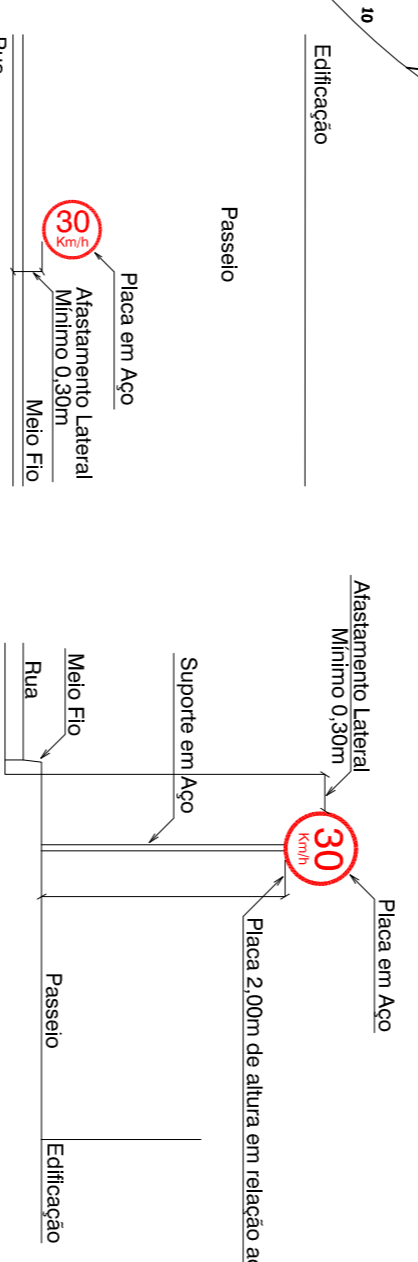 10
Edificação
Passeio
30
Km/h
Placa em Aço
Afastamento Lateral
Mínimo 0,30m
Meio Fio
Rua
Afastamento Lateral
Mínimo 0,30m
30
Km/h
Placa em Aço
Suporte em Aço
Placa 2,00m de altura em relação
Meio Fio
Rua
Passeio
Edificação